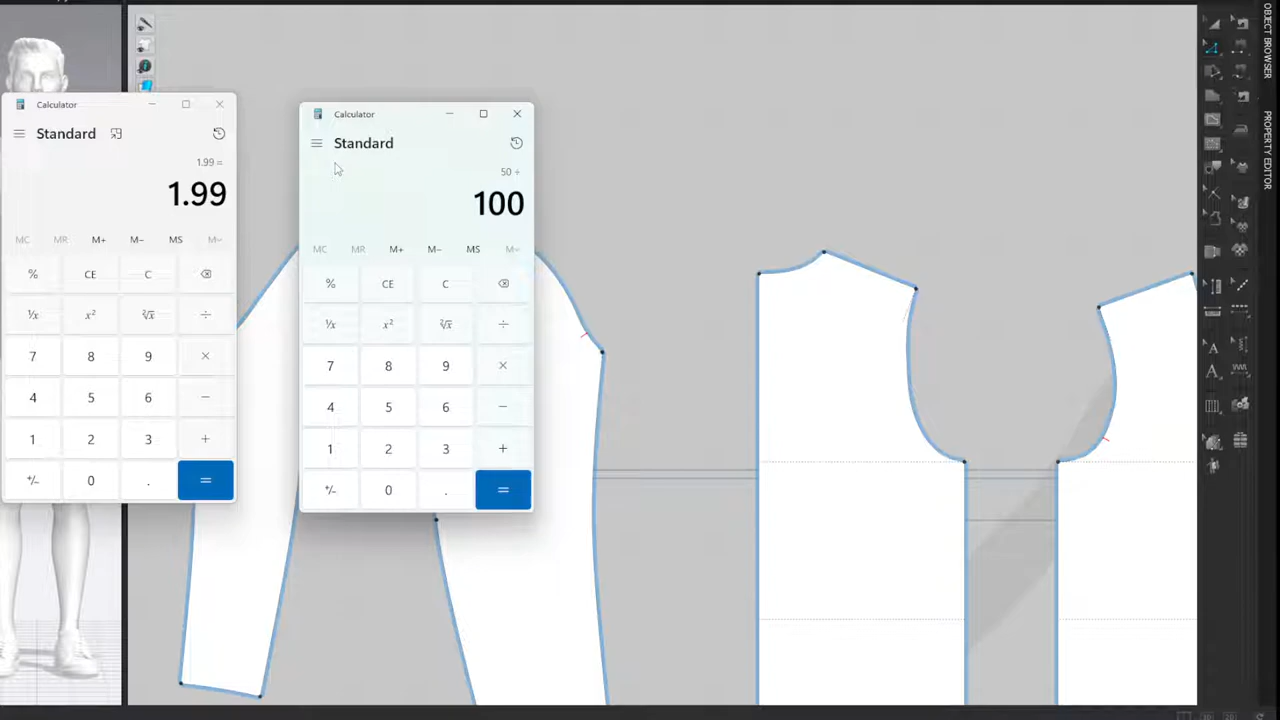 Calculator
Standard
1.99 =
1.99
MC MR M+ M− MS M˅
% CE C
⅟x x² ²√x ÷
7 8 9 ×
4 5 6 −
1 2 3 +
+/− 0 . =
Calculator
Standard
50 ÷
100
MC MR M+ M− MS M˅
% CE C
⅟x x² ²√x ÷
7 8 9 ×
4 5 6 −
1 2 3 +
+/− 0 . =
OBJECT BROWSER
PROPERTY EDITOR
A
A